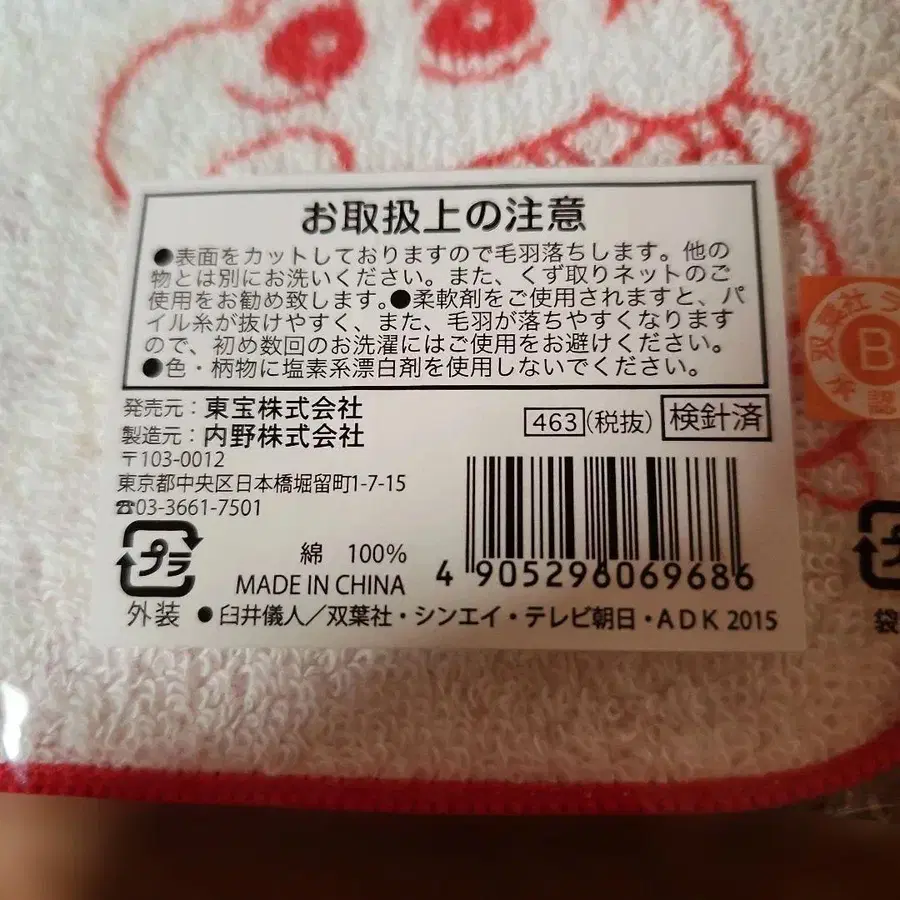 お取扱上の注意
●表面をカットしておりますので毛羽落ちします。他の
物とは別にお洗いください。また、くず取りネットのご
使用をお勧め致します。●柔軟剤をご使用されますと、パ
イル糸が抜けやすく、また、毛羽が落ちやすくなります
ので、初め数回のお洗濯にはご使用をお避けください。
●色・柄物に塩素系漂白剤を使用しないでください。
発売元：東宝株式会社
製造元：内野株式会社
463(税抜) 検針済
〒103-0012
東京都中央区日本橋堀留町1-7-15
☎03-3661-7501
プラ
外装
綿 100%
MADE IN CHINA
4 905296 069686
●臼井儀人／双葉社・シンエイ・テレビ朝日・ADK 2015
双葉社ラ
B
承認
袋